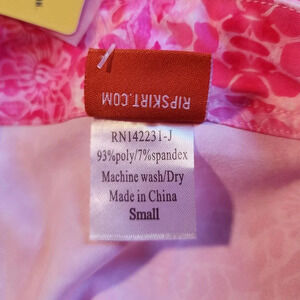 RIPSKIRT.COM
RN142231-J
93%poly/7%spandex
Machine wash/Dry
Made in China
Small